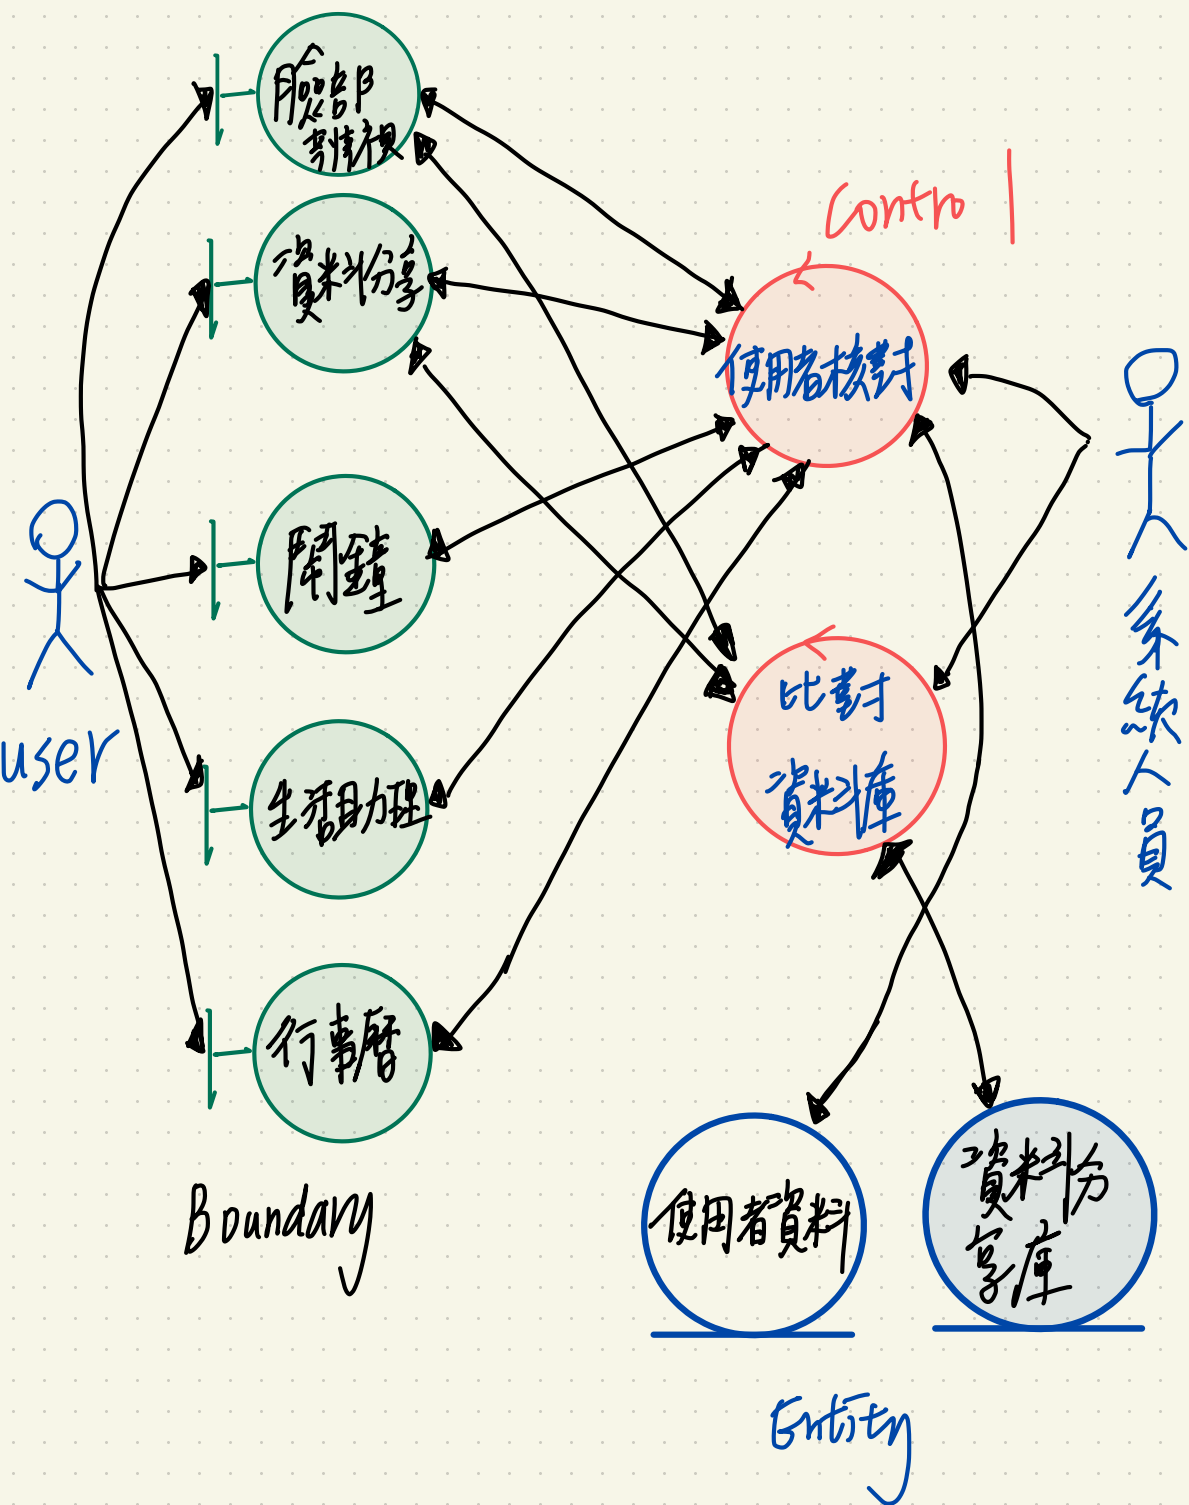 臉部
Control
資料分享
使用者核對
鬧鐘
user
比對
資料庫
系統人員
生活助理
行事曆
Boundary
使用者資料
資料分
享庫
Entity